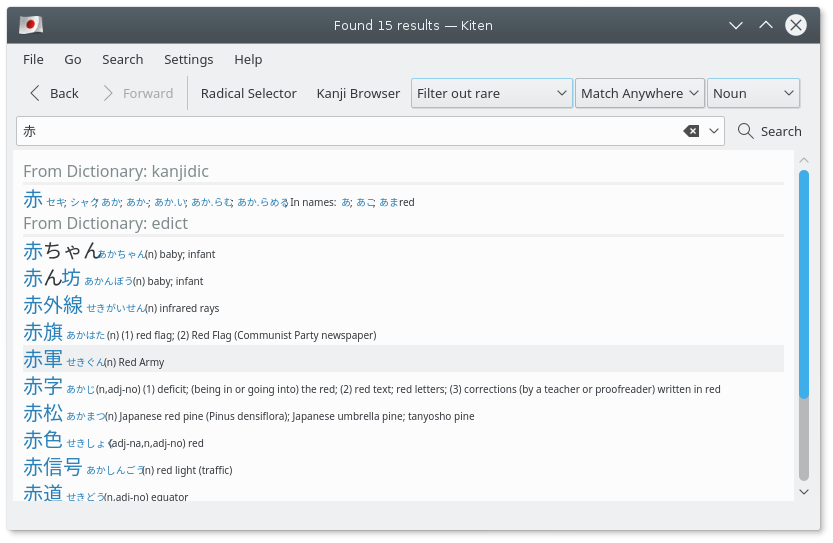 Found 15 results — Kiten
File Go Search Settings Help
Back Forward Radical Selector Kanji Browser Filter out rare Match Anywhere Noun
赤 Search
From Dictionary: kanjidic
赤 セキ; シャク; あか; あか-; あか.い; あか.らむ; あか.らめる; In names: あ; あこ; あま red
From Dictionary: edict
赤ちゃん あかちゃん (n) baby; infant
赤ん坊 あかんぼう (n) baby; infant
赤外線 せきがいせん (n) infrared rays
赤旗 あかはた (n) (1) red flag; (2) Red Flag (Communist Party newspaper)
赤軍 せきぐん (n) Red Army
赤字 あかじ (n,adj-no) (1) deficit; (being in or going into) the red; (2) red text; red letters; (3) corrections (by a teacher or proofreader) written in red
赤松 あかまつ (n) Japanese red pine (Pinus densiflora); Japanese umbrella pine; tanyosho pine
赤色 せきしょく (adj-na,n,adj-no) red
赤信号 あかしんごう (n) red light (traffic)
赤道 せきどう (n,adj-no) equator